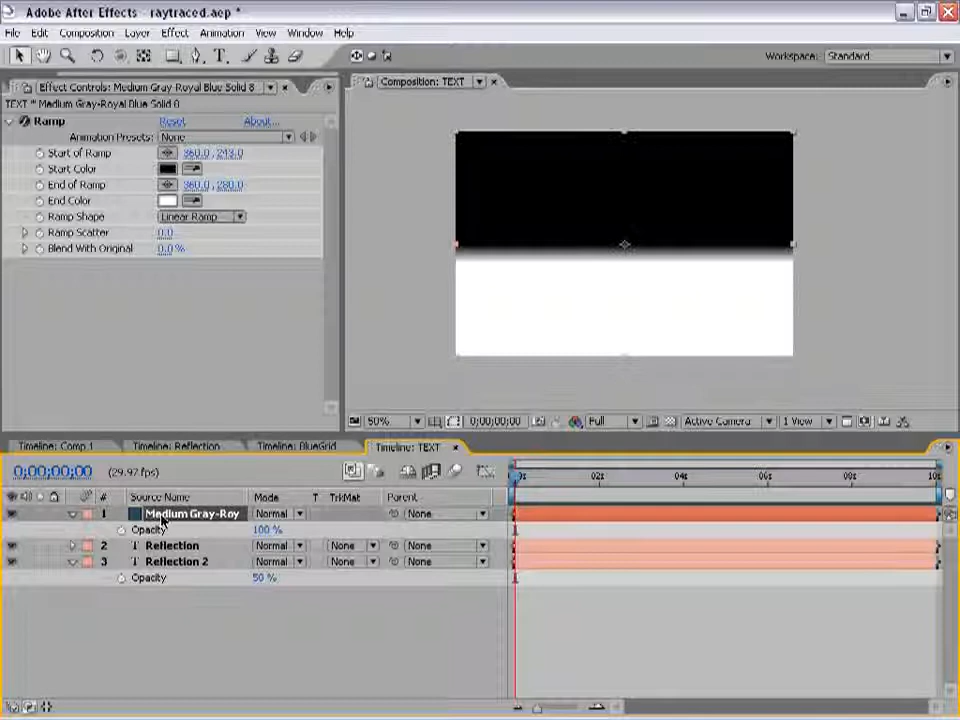 Adobe After Effects - raytraced.aep *
File Edit Composition Layer Effect Animation View Window Help
Workspace: Standard
Effect Controls: Medium Gray-Royal Blue Solid 8
Composition: TEXT
TEXT * Medium Gray-Royal Blue Solid 8
Ramp Reset About...
Animation Presets: None
Start of Ramp 360.0, 243.0
Start Color
End of Ramp 360.0, 280.0
End Color
Ramp Shape Linear Ramp
Ramp Scatter 0.0
Blend With Original 0.0 %
50% 0;00;00;00 Full Active Camera 1 View
Timeline: Comp 1 Timeline: Reflection Timeline: BlueGrid Timeline: TEXT
0;00;00;00 (29.97 fps)
02s 04s 06s 08s 10s
# Source Name Mode T TrkMat Parent
1 Medium Gray-Roy Normal None
Opacity 100 %
2 T Reflection Normal None None
3 T Reflection 2 Normal None None
Opacity 50 %